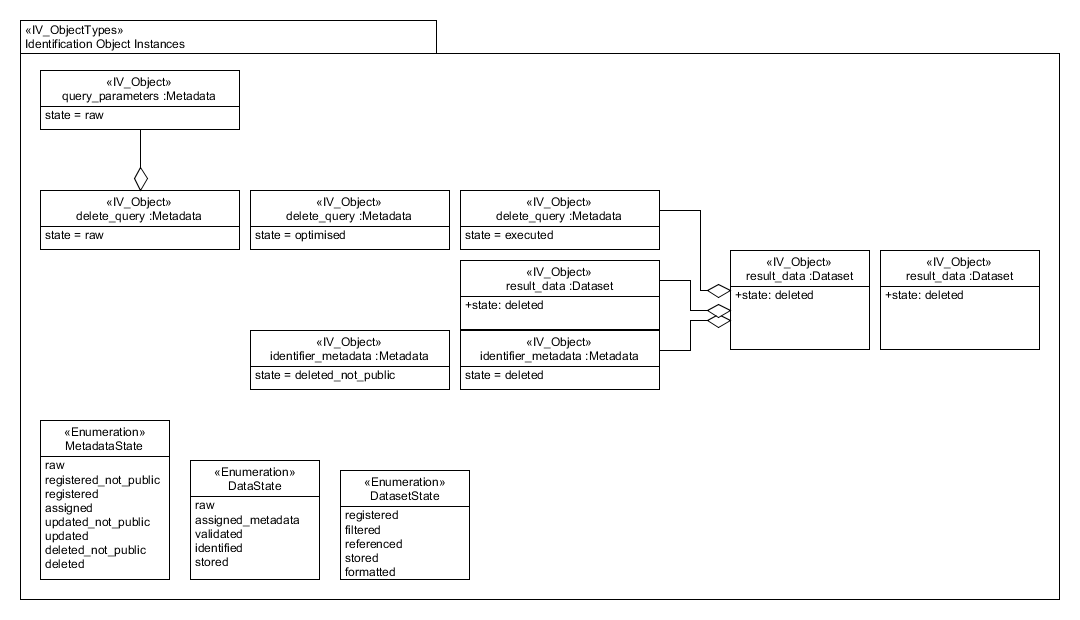 «IV_ObjectTypes»
Identification Object Instances
«IV_Object»
query_parameters :Metadata
state = raw
«IV_Object»
delete_query :Metadata
state = raw
«IV_Object»
delete_query :Metadata
state = optimised
«IV_Object»
delete_query :Metadata
state = executed
«IV_Object»
result_data :Dataset
+state: deleted
«IV_Object»
result_data :Dataset
+state: deleted
«IV_Object»
result_data :Dataset
+state: deleted
«IV_Object»
identifier_metadata :Metadata
state = deleted_not_public
«IV_Object»
identifier_metadata :Metadata
state = deleted
«Enumeration»
MetadataState
raw
registered_not_public
registered
assigned
updated_not_public
updated
deleted_not_public
deleted
«Enumeration»
DataState
raw
assigned_metadata
validated
identified
stored
«Enumeration»
DatasetState
registered
filtered
referenced
stored
formatted